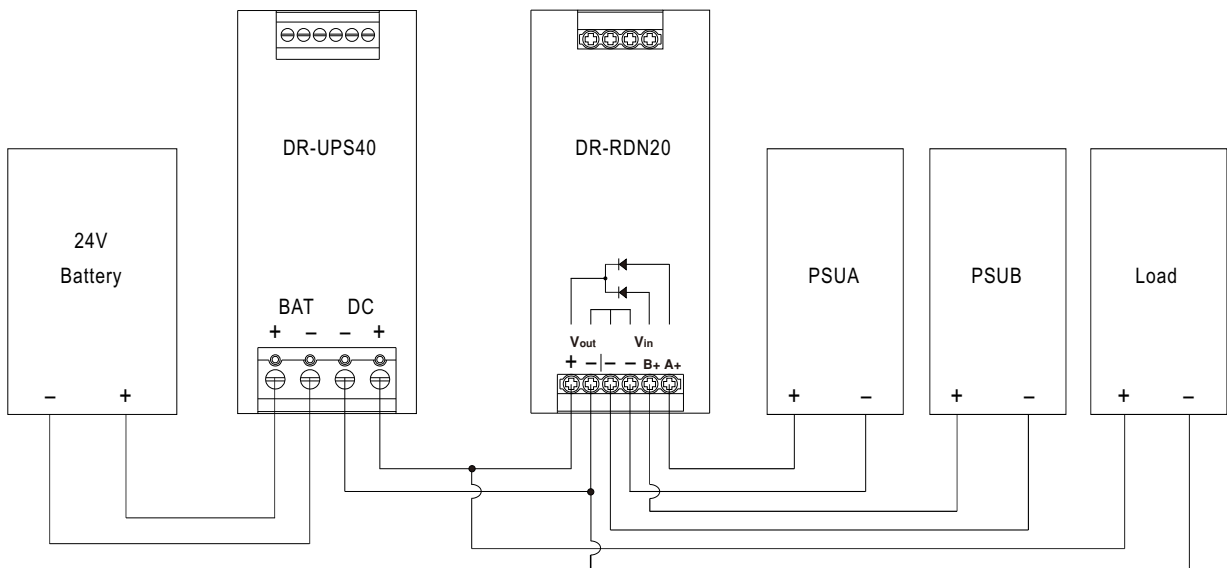 DR-UPS40
DR-RDN20
24V
Battery
PSUA
PSUB
Load
BAT DC
+ − − +
Vout Vin
+ −|− − B+ A+
− +
+ −
+ −
+ −